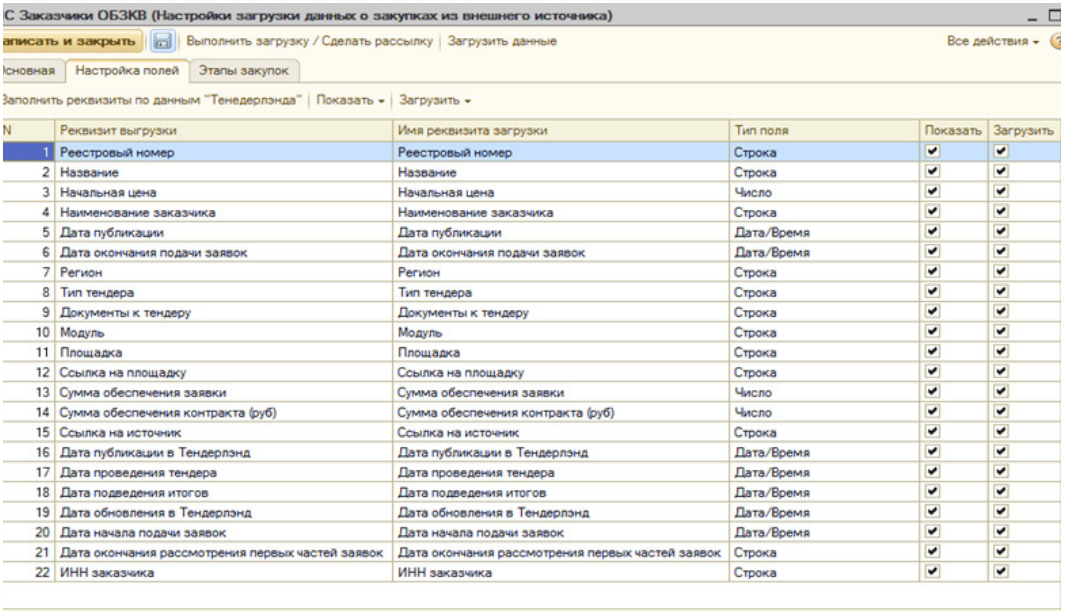 С Заказчики ОБЗКВ (Настройки загрузки данных о закупках из внешнего источника)
аписать и закрыть Выполнить загрузку / Сделать рассылку Загрузить данные Все действия
Основная Настройка полей Этапы закупок
Заполнить реквизиты по данным "Тенедерлэнда" Показать Загрузить
N Реквизит выгрузки Имя реквизита загрузки Тип поля Показать Загрузить
1 Реестровый номер Реестровый номер Строка
2 Название Название Строка
3 Начальная цена Начальная цена Число
4 Наименование заказчика Наименование заказчика Строка
5 Дата публикации Дата публикации Дата/Время
6 Дата окончания подачи заявок Дата окончания подачи заявок Дата/Время
7 Регион Регион Строка
8 Тип тендера Тип тендера Строка
9 Документы к тендеру Документы к тендеру Строка
10 Модуль Модуль Строка
11 Площадка Площадка Строка
12 Ссылка на площадку Ссылка на площадку Строка
13 Сумма обеспечения заявки Сумма обеспечения заявки Число
14 Сумма обеспечения контракта (руб) Сумма обеспечения контракта (руб) Число
15 Ссылка на источник Ссылка на источник Строка
16 Дата публикации в Тендерлэнд Дата публикации в Тендерлэнд Дата/Время
17 Дата проведения тендера Дата проведения тендера Дата/Время
18 Дата подведения итогов Дата подведения итогов Дата/Время
19 Дата обновления в Тендерлэнд Дата обновления в Тендерлэнд Дата/Время
20 Дата начала подачи заявок Дата начала подачи заявок Дата/Время
21 Дата окончания рассмотрения первых частей заявок Дата окончания рассмотрения первых частей заявок Строка
22 ИНН заказчика ИНН заказчика Строка